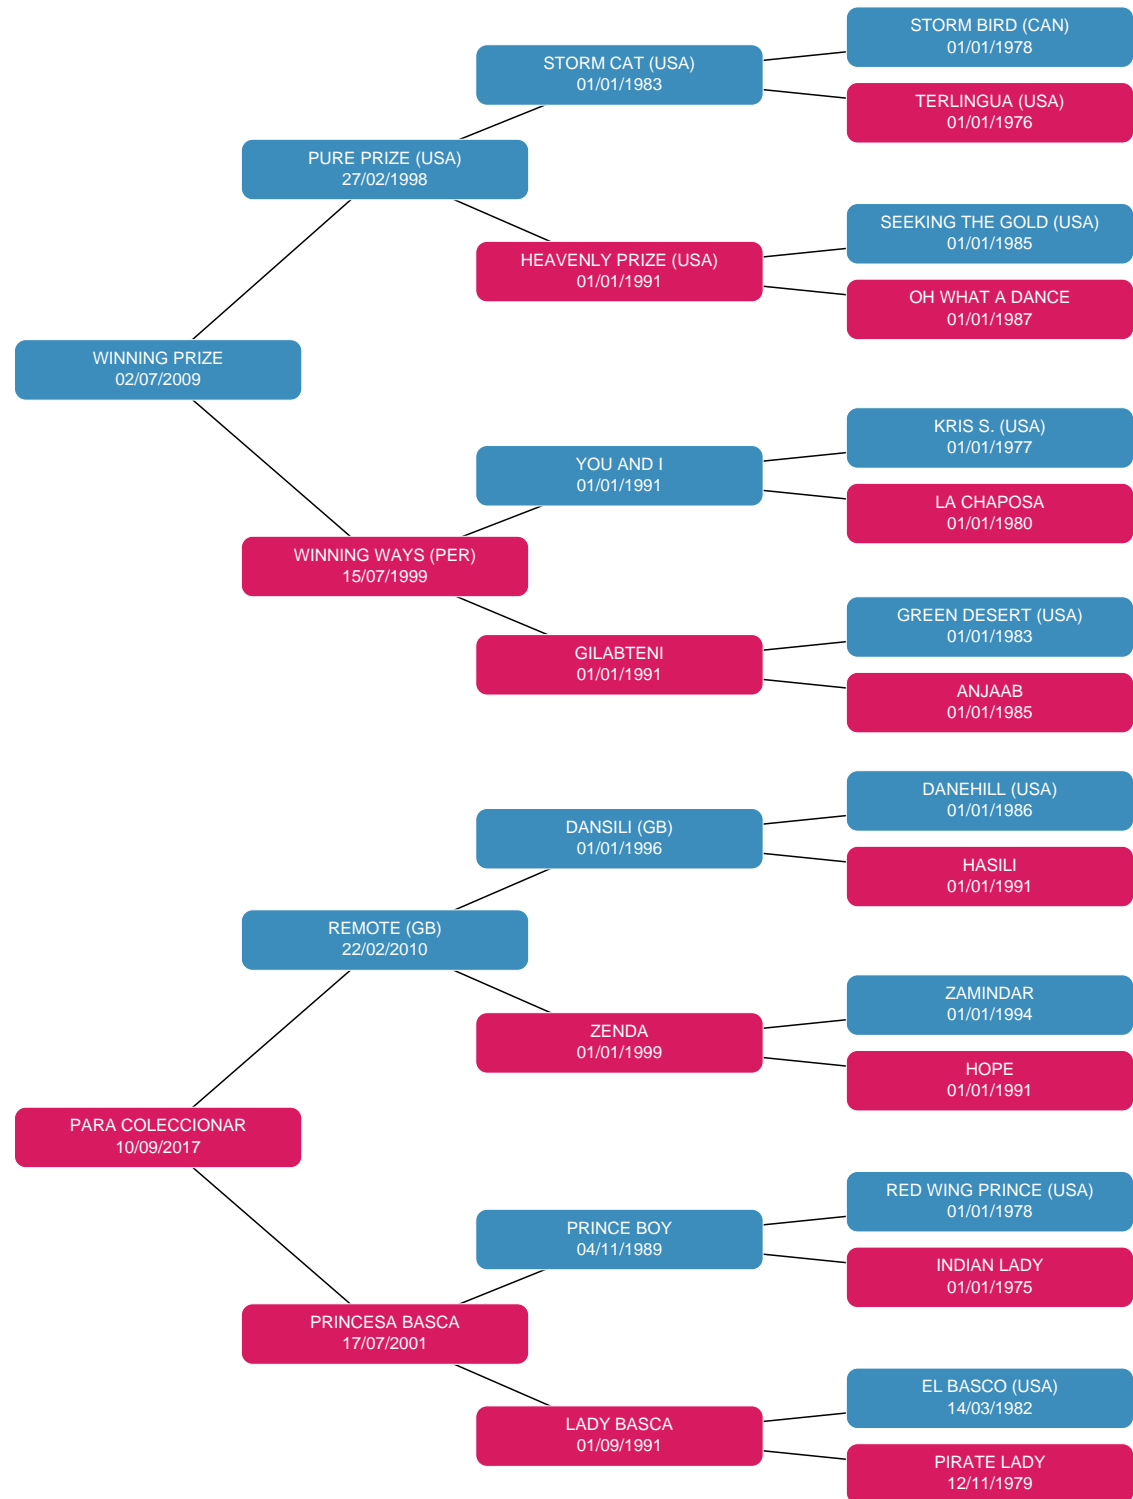 STORM BIRD (CAN)
01/01/1978
STORM CAT (USA)
01/01/1983
TERLINGUA (USA)
01/01/1976
PURE PRIZE (USA)
27/02/1998
SEEKING THE GOLD (USA)
01/01/1985
HEAVENLY PRIZE (USA)
01/01/1991
OH WHAT A DANCE
01/01/1987
WINNING PRIZE
02/07/2009
KRIS S. (USA)
01/01/1977
YOU AND I
01/01/1991
LA CHAPOSA
01/01/1980
WINNING WAYS (PER)
15/07/1999
GREEN DESERT (USA)
01/01/1983
GILABTENI
01/01/1991
ANJAAB
01/01/1985
DANEHILL (USA)
01/01/1986
DANSILI (GB)
01/01/1996
HASILI
01/01/1991
REMOTE (GB)
22/02/2010
ZAMINDAR
01/01/1994
ZENDA
01/01/1999
HOPE
01/01/1991
PARA COLECCIONAR
10/09/2017
RED WING PRINCE (USA)
01/01/1978
PRINCE BOY
04/11/1989
INDIAN LADY
01/01/1975
PRINCESA BASCA
17/07/2001
EL BASCO (USA)
14/03/1982
LADY BASCA
01/09/1991
PIRATE LADY
12/11/1979